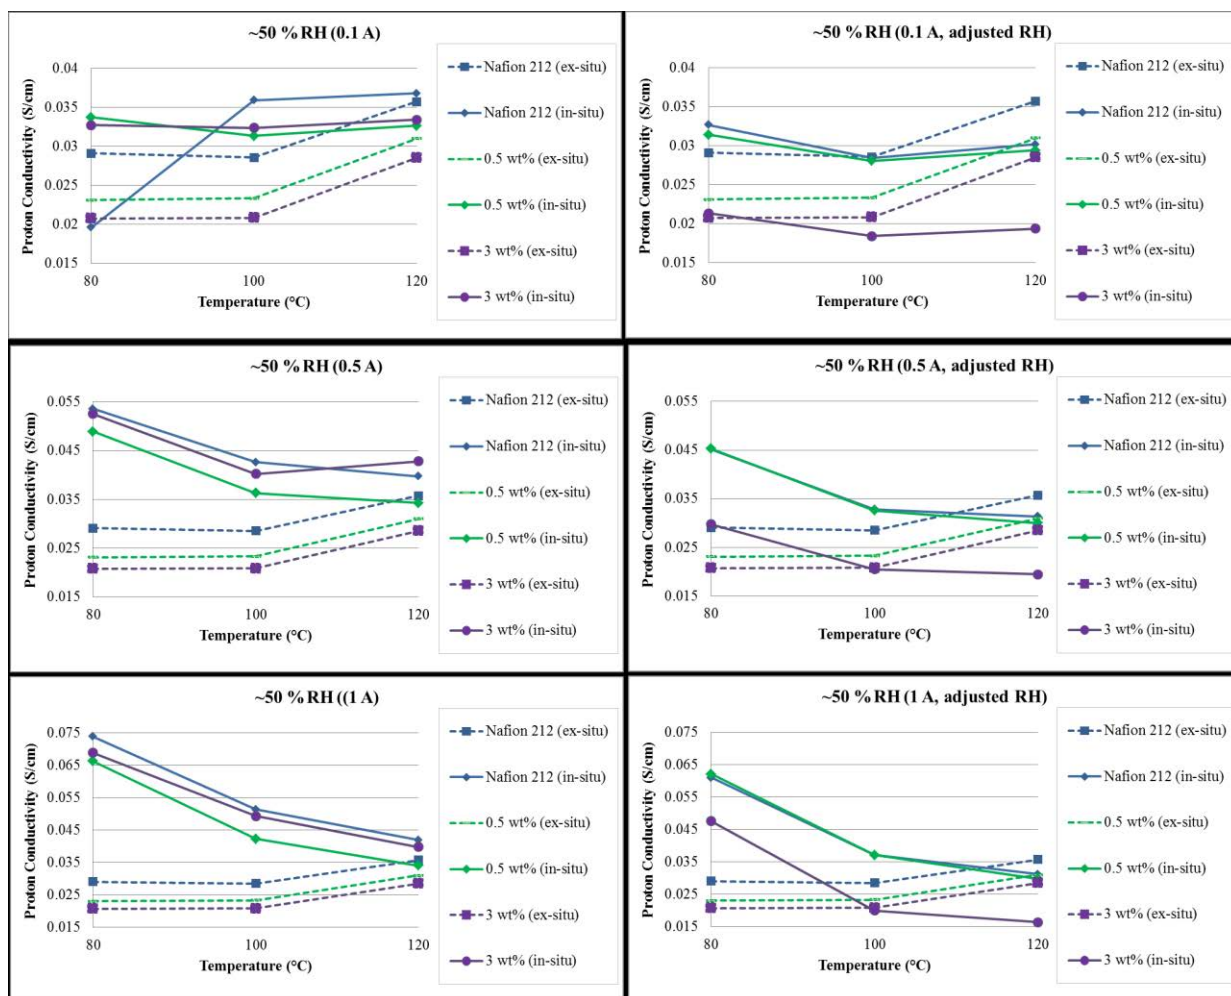 ~50 % RH (0.1 A)
Proton Conductivity (S/cm)
0.04
0.035
0.03
0.025
0.02
0.015
80
100
120
Temperature (°C)
Nafion 212 (ex-situ)
Nafion 212 (in-situ)
0.5 wt% (ex-situ)
0.5 wt% (in-situ)
3 wt% (ex-situ)
3 wt% (in-situ)
~50 % RH (0.1 A, adjusted RH)
Proton Conductivity (S/cm)
0.04
0.035
0.03
0.025
0.02
0.015
80
100
120
Temperature (°C)
Nafion 212 (ex-situ)
Nafion 212 (in-situ)
0.5 wt% (ex-situ)
0.5 wt% (in-situ)
3 wt% (ex-situ)
3 wt% (in-situ)
~50 % RH (0.5 A)
Proton Conductivity (S/cm)
0.055
0.045
0.035
0.025
0.015
80
100
120
Temperature (°C)
Nafion 212 (ex-situ)
Nafion 212 (in-situ)
0.5 wt% (ex-situ)
0.5 wt% (in-situ)
3 wt% (ex-situ)
3 wt% (in-situ)
~50 % RH (0.5 A, adjusted RH)
Proton Conductivity (S/cm)
0.055
0.045
0.035
0.025
0.015
80
100
120
Temperature (°C)
Nafion 212 (ex-situ)
Nafion 212 (in-situ)
0.5 wt% (ex-situ)
0.5 wt% (in-situ)
3 wt% (ex-situ)
3 wt% (in-situ)
~50 % RH ((1 A)
Proton Conductivity (S/cm)
0.075
0.065
0.055
0.045
0.035
0.025
0.015
80
100
120
Temperature (°C)
Nafion 212 (ex-situ)
Nafion 212 (in-situ)
0.5 wt% (ex-situ)
0.5 wt% (in-situ)
3 wt% (ex-situ)
3 wt% (in-situ)
~50 % RH (1 A, adjusted RH)
Proton Conductivity (S/cm)
0.075
0.065
0.055
0.045
0.035
0.025
0.015
80
100
120
Temperature (°C)
Nafion 212 (ex-situ)
Nafion 212 (in-situ)
0.5 wt% (ex-situ)
0.5 wt% (in-situ)
3 wt% (ex-situ)
3 wt% (in-situ)